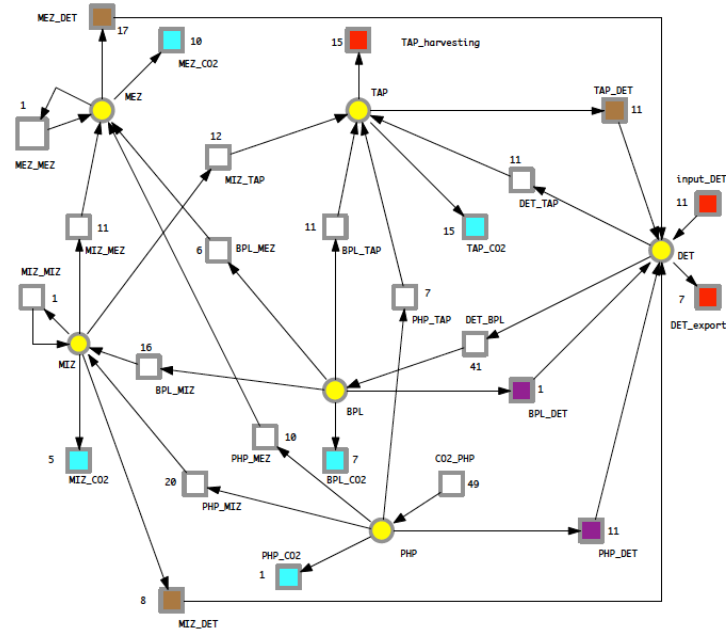 MEZ_DET
17
10
MEZ_CO2
MEZ
1
MEZ_MEZ
15
TAP_harvesting
TAP
TAP_DET
11
12
MIZ_TAP
11
DET_TAP
input_DET
11
11
MIZ_MEZ
6
BPL_MEZ
11
BPL_TAP
15
TAP_CO2
DET
MIZ_MIZ
1
7
PHP_TAP
7
DET_export
DET_BPL
41
MIZ
16
BPL_MIZ
BPL
1
BPL_DET
5
MIZ_CO2
10
PHP_MEZ
7
BPL_CO2
CO2_PHP
49
20
PHP_MIZ
PHP
11
PHP_DET
PHP_CO2
1
8
MIZ_DET